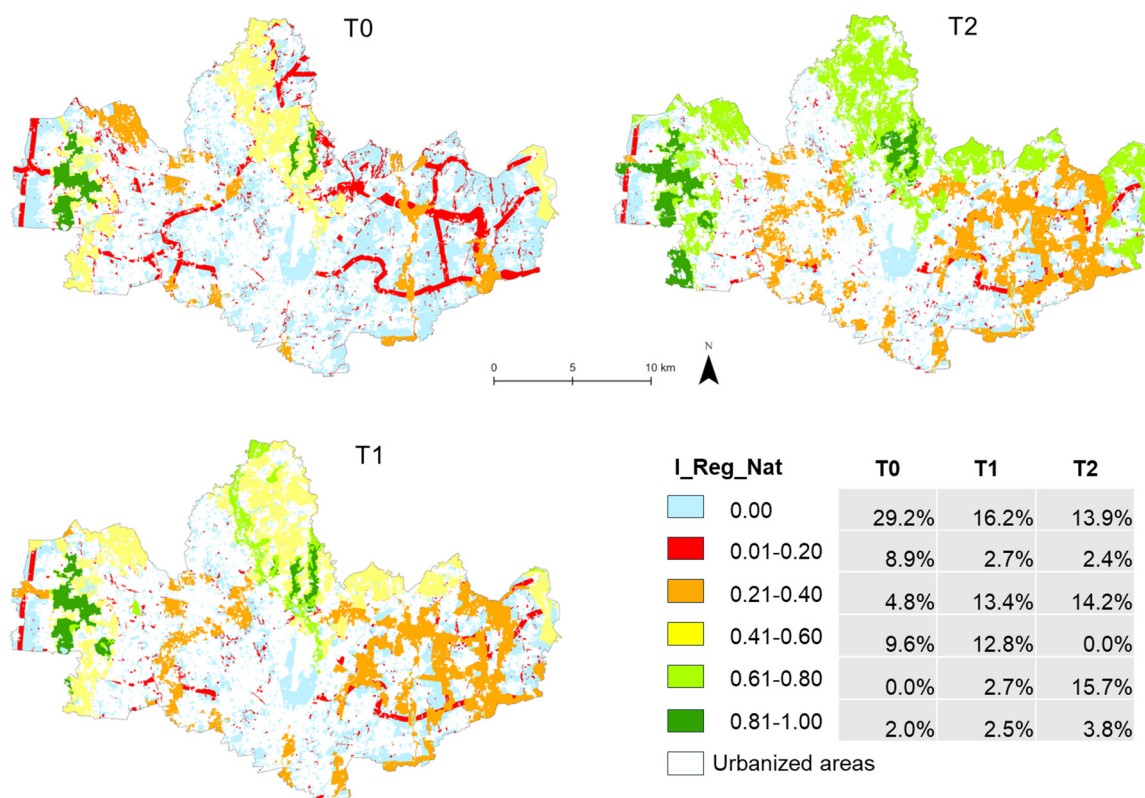 T0
T2
N
0 5 10 km
T1
I_Reg_Nat T0 T1 T2
0.00 29.2% 16.2% 13.9%
0.01-0.20 8.9% 2.7% 2.4%
0.21-0.40 4.8% 13.4% 14.2%
0.41-0.60 9.6% 12.8% 0.0%
0.61-0.80 0.0% 2.7% 15.7%
0.81-1.00 2.0% 2.5% 3.8%
Urbanized areas